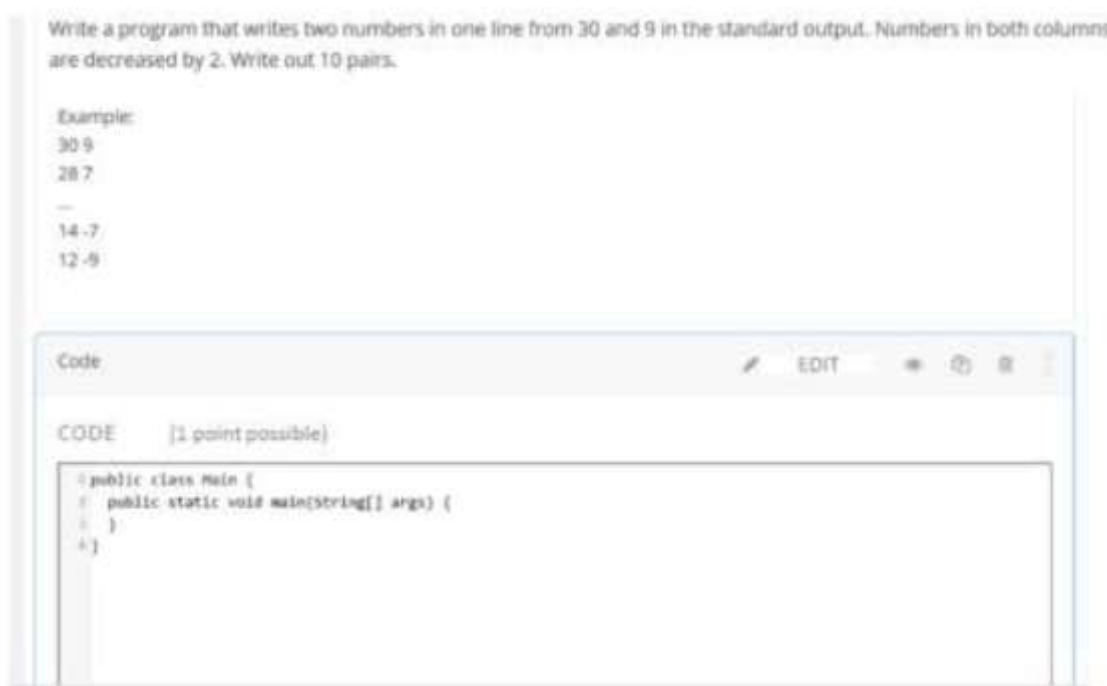 Write a program that writes two numbers in one line from 30 and 9 in the standard output. Numbers in both columns
are decreased by 2. Write out 10 pairs.
Example:
30 9
28 7
...
14 -7
12 -9
Code
EDIT
CODE [1 point possible]
1 public class Main {
2 public static void main(String[] args) {
3 }
4 }